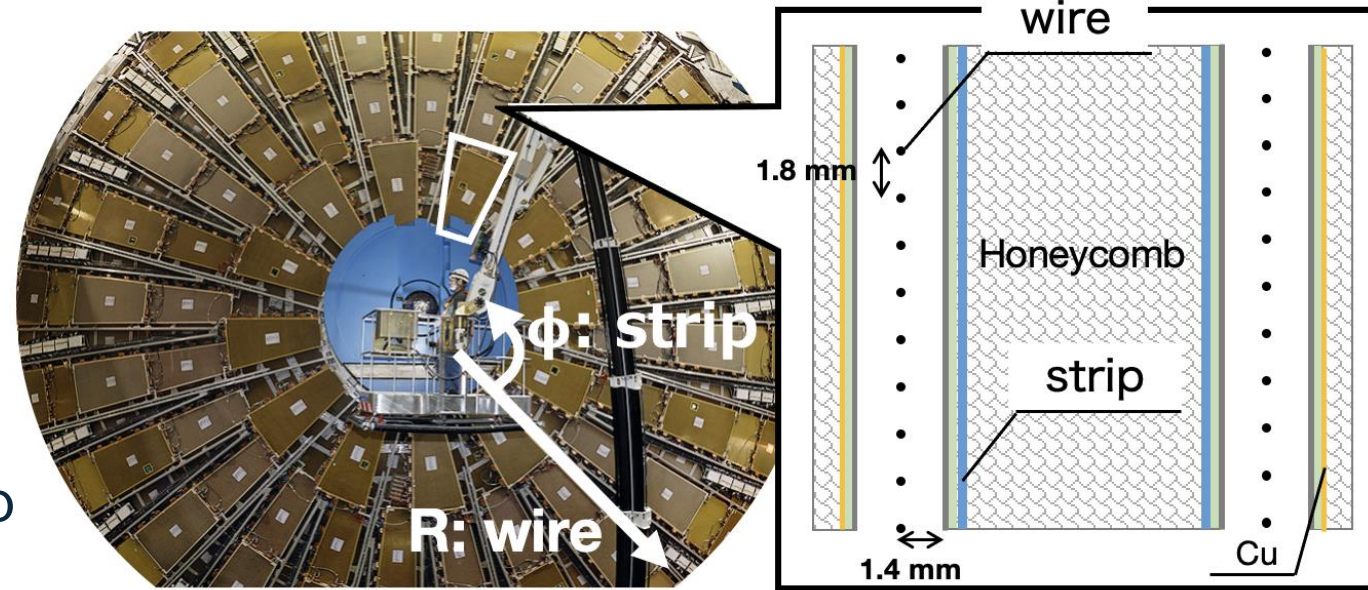 wire
1.8 mm
Honeycomb
ϕ: strip
strip
R: wire
1.4 mm
Cu